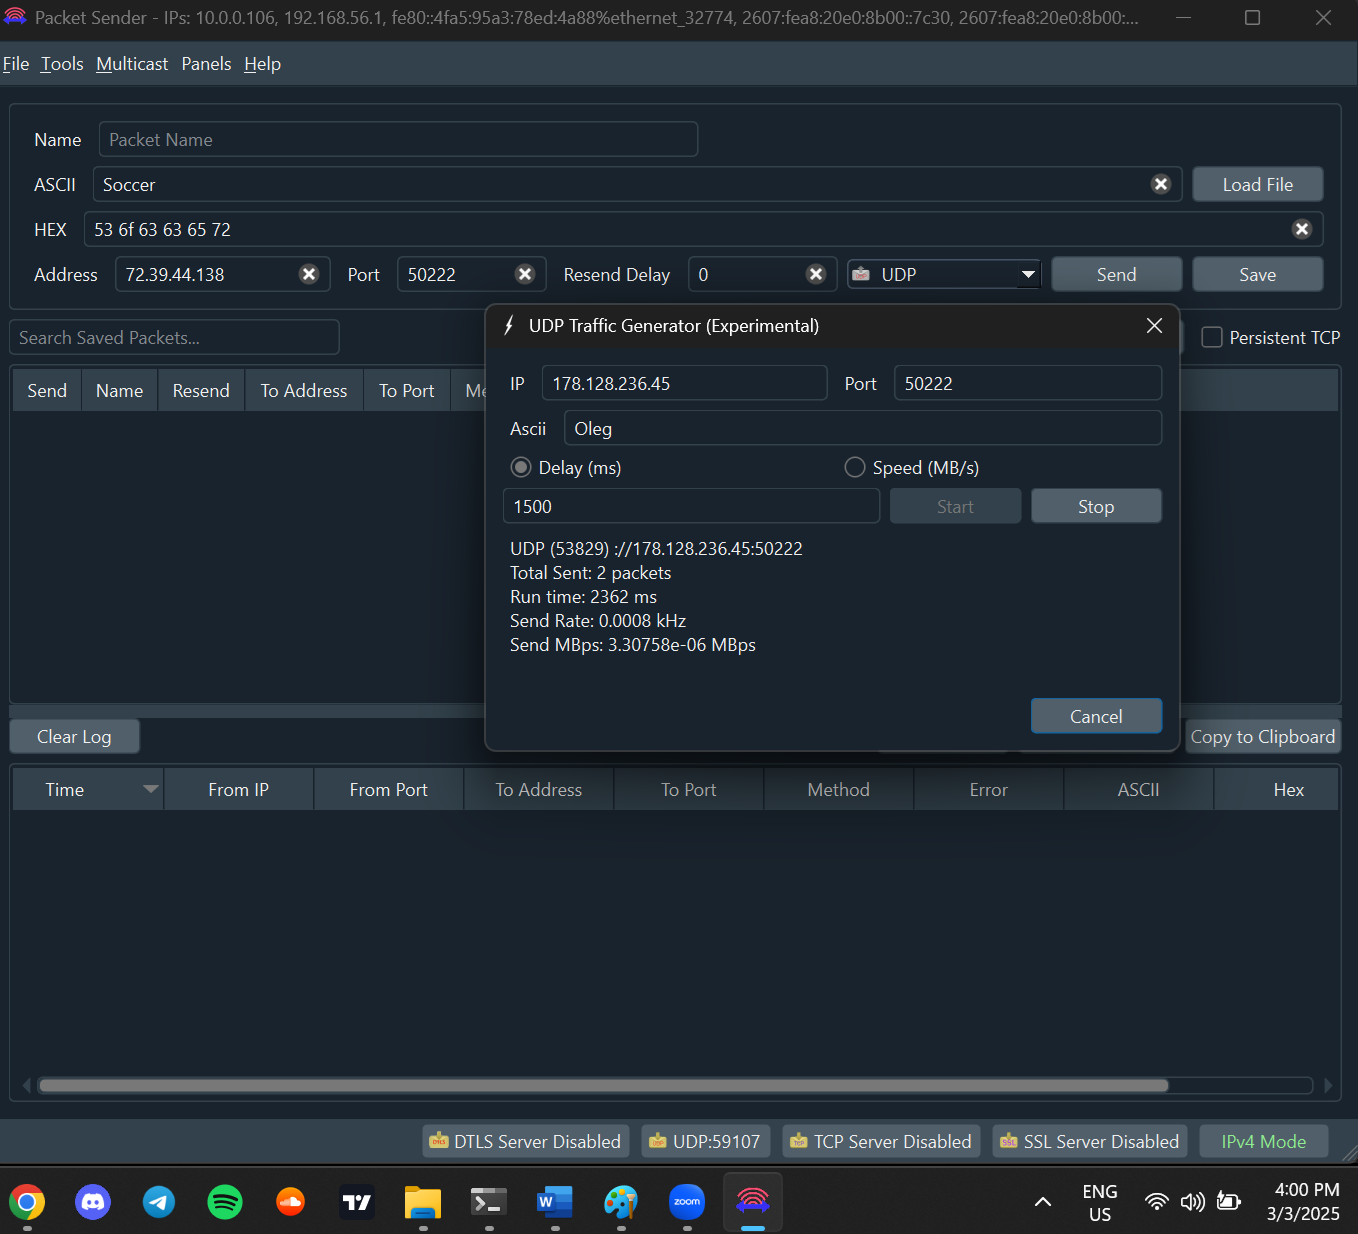 Packet Sender - IPs: 10.0.0.106, 192.168.56.1, fe80::4fa5:95a3:78ed:4a88%ethernet_32774, 2607:fea8:20e0:8b00::7c30, 2607:fea8:20e0:8b00:...
File Tools Multicast Panels Help
Name Packet Name
ASCII Soccer Load File
HEX 53 6f 63 63 65 72
Address 72.39.44.138 Port 50222 Resend Delay 0 UDP Send Save
Search Saved Packets... Persistent TCP
Send Name Resend To Address To Port Me
UDP Traffic Generator (Experimental)
IP 178.128.236.45 Port 50222
Ascii Oleg
Delay (ms) Speed (MB/s)
1500 Start Stop
UDP (53829) ://178.128.236.45:50222
Total Sent: 2 packets
Run time: 2362 ms
Send Rate: 0.0008 kHz
Send MBps: 3.30758e-06 MBps
Cancel
Clear Log Copy to Clipboard
Time From IP From Port To Address To Port Method Error ASCII Hex
DTLS Server Disabled UDP:59107 TCP Server Disabled SSL Server Disabled IPv4 Mode
W zoom ENG 4:00 PM
US 3/3/2025